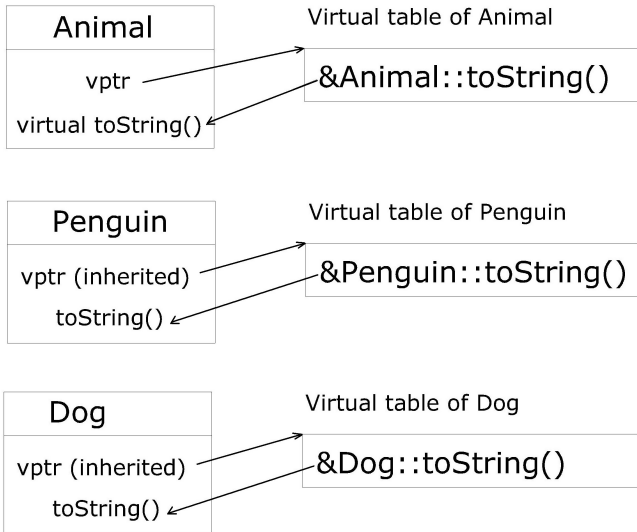 Animal
vptr
virtual toString()
Virtual table of Animal
&Animal::toString()
Penguin
vptr (inherited)
toString()
Virtual table of Penguin
&Penguin::toString()
Dog
vptr (inherited)
toString()
Virtual table of Dog
&Dog::toString()